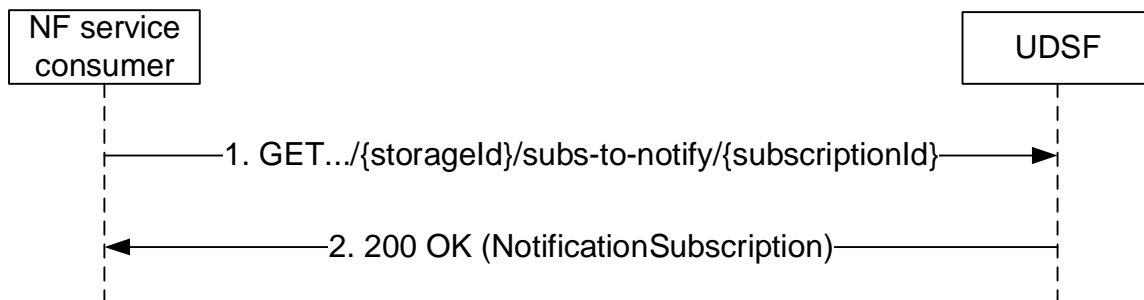 NF service
consumer
UDSF
1. GET.../{storageId}/subs-to-notify/{subscriptionId}
2. 200 OK (NotificationSubscription)